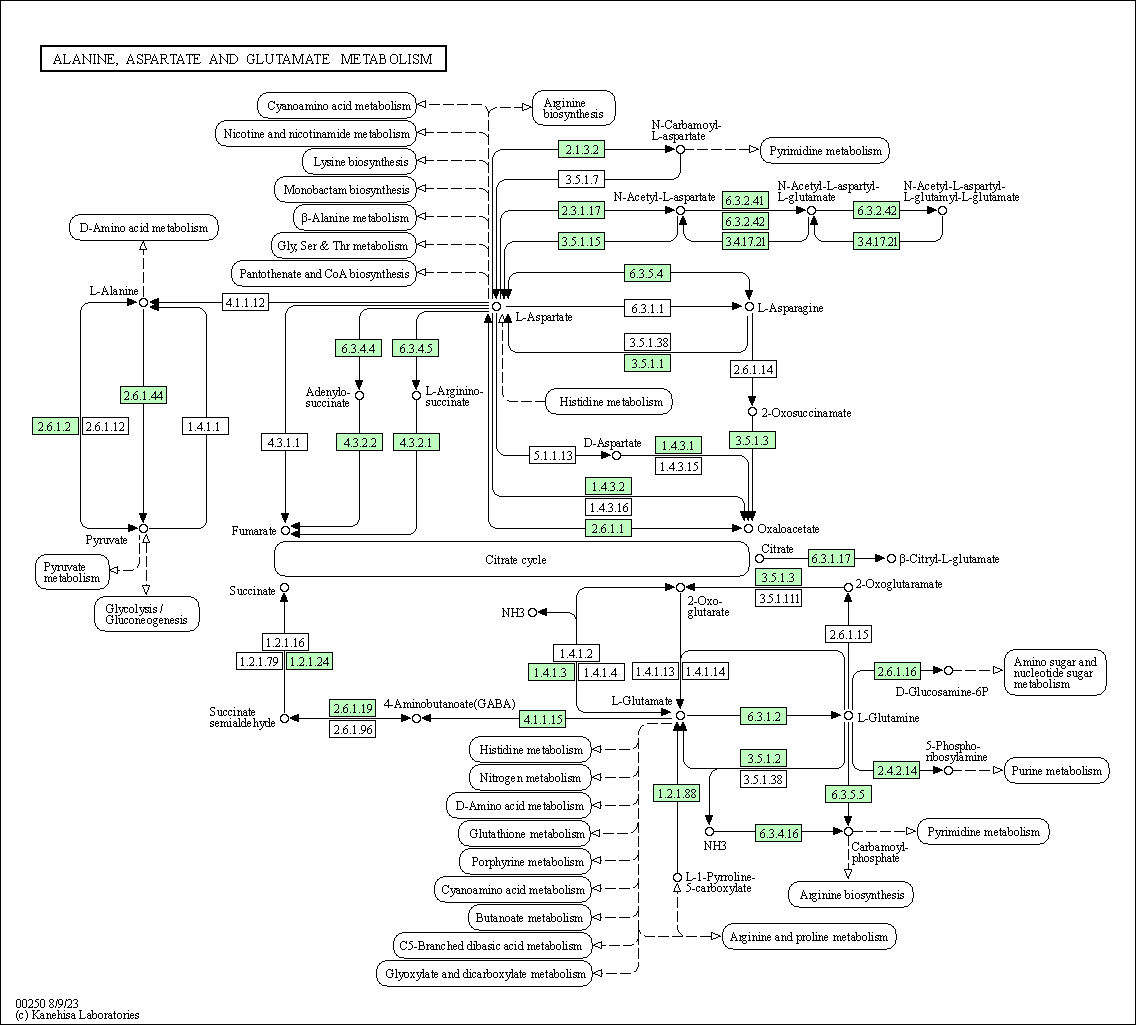 ALANINE, ASPARTATE AND GLUTAMATE METABOLISM
Cyanoamino acid metabolism
Arginine
biosynthesis
Nicotine and nicotinamide metabolism
N-Carbamoyl-
L-aspartate
2.1.3.2
Pyrimidine metabolism
Lysine biosynthesis
3.5.1.7
Monobactam biosynthesis
N-Acetyl-L-aspartate
6.3.2.41
N-Acetyl-L-aspartyl-
L-glutamate
N-Acetyl-L-aspartyl-
L-glutamyl-L-glutamate
β-Alanine metabolism
2.3.1.17
6.3.2.42
6.3.2.42
D-Amino acid metabolism
Gly, Ser & Thr metabolism
3.5.1.15
3.4.17.21
3.4.17.21
Pantothenate and CoA biosynthesis
6.3.5.4
L-Alanine
4.1.1.12
L-Aspartate
6.3.1.1
L-Asparagine
3.5.1.38
6.3.4.4
6.3.4.5
3.5.1.1
2.6.1.14
2.6.1.44
Adenylo-
succinate
L-Arginino-
succinate
Histidine metabolism
2-Oxosuccinamate
2.6.1.2
2.6.1.12
1.4.1.1
4.3.1.1
4.3.2.2
4.3.2.1
D-Aspartate
1.4.3.1
3.5.1.3
5.1.1.13
1.4.3.15
1.4.3.2
1.4.3.16
Fumarate
2.6.1.1
Oxaloacetate
Pyruvate
Citrate cycle
Citrate
6.3.1.17
β-Citryl-L-glutamate
Pyruvate
metabolism
3.5.1.3
Succinate
2-Oxo-
glutarate
3.5.1.111
2-Oxoglutaramate
Glycolysis /
Gluconeogenesis
NH3
1.2.1.16
2.6.1.15
1.2.1.79
1.2.1.24
1.4.1.2
1.4.1.3
1.4.1.4
1.4.1.13
1.4.1.14
2.6.1.16
Amino sugar and
nucleotide sugar
metabolism
D-Glucosamine-6P
Succinate
semialdehyde
2.6.1.19
4-Aminobutanoate(GABA)
L-Glutamate
2.6.1.96
4.1.1.15
6.3.1.2
L-Glutamine
Histidine metabolism
3.5.1.2
5-Phospho-
ribosylamine
Nitrogen metabolism
3.5.1.38
2.4.2.14
Purine metabolism
D-Amino acid metabolism
1.2.1.88
6.3.5.5
Glutathione metabolism
NH3
6.3.4.16
Carbamoyl-
phosphate
Pyrimidine metabolism
Porphyrine metabolism
Cyanoamino acid metabolism
L-1-Pyrroline-
5-carboxylate
Arginine biosynthesis
Butanoate metabolism
C5-Branched dibasic acid metabolism
Arginine and proline metabolism
Glyoxylate and dicarboxylate metabolism
00250 8/9/23
(c) Kanehisa Laboratories